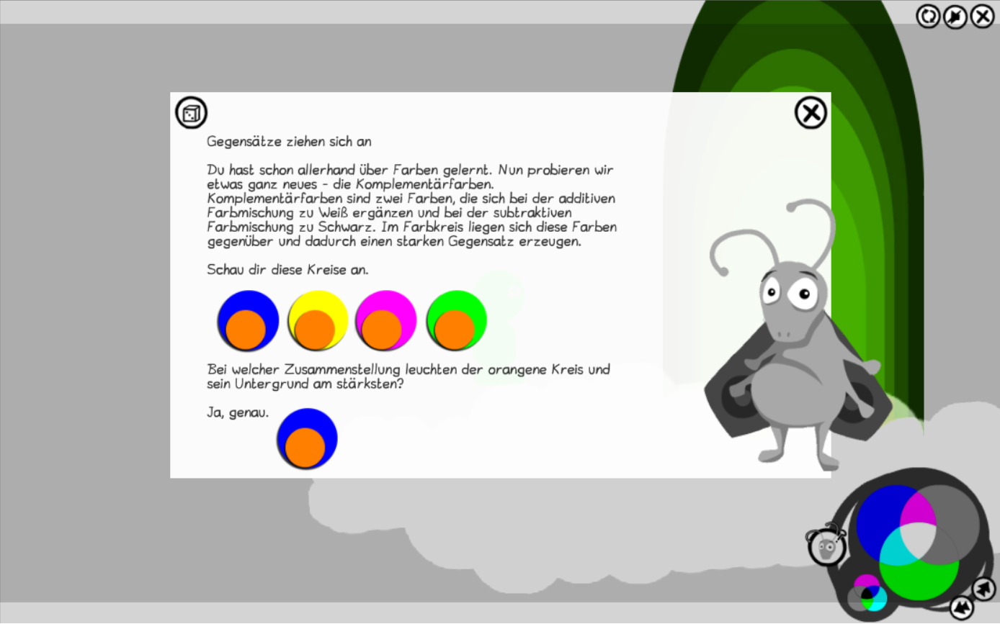 Gegensätze ziehen sich an
Du hast schon allerhand über Farben gelernt. Nun probieren wir
etwas ganz neues - die Komplementärfarben.
Komplementärfarben sind zwei Farben, die sich bei der additiven
Farbmischung zu Weiß ergänzen und bei der subtraktiven
Farbmischung zu Schwarz. Im Farbkreis liegen sich diese Farben
gegenüber und dadurch einen starken Gegensatz erzeugen.
Schau dir diese Kreise an.
Bei welcher Zusammenstellung leuchten der orangene Kreis und
sein Untergrund am stärksten?
Ja, genau.